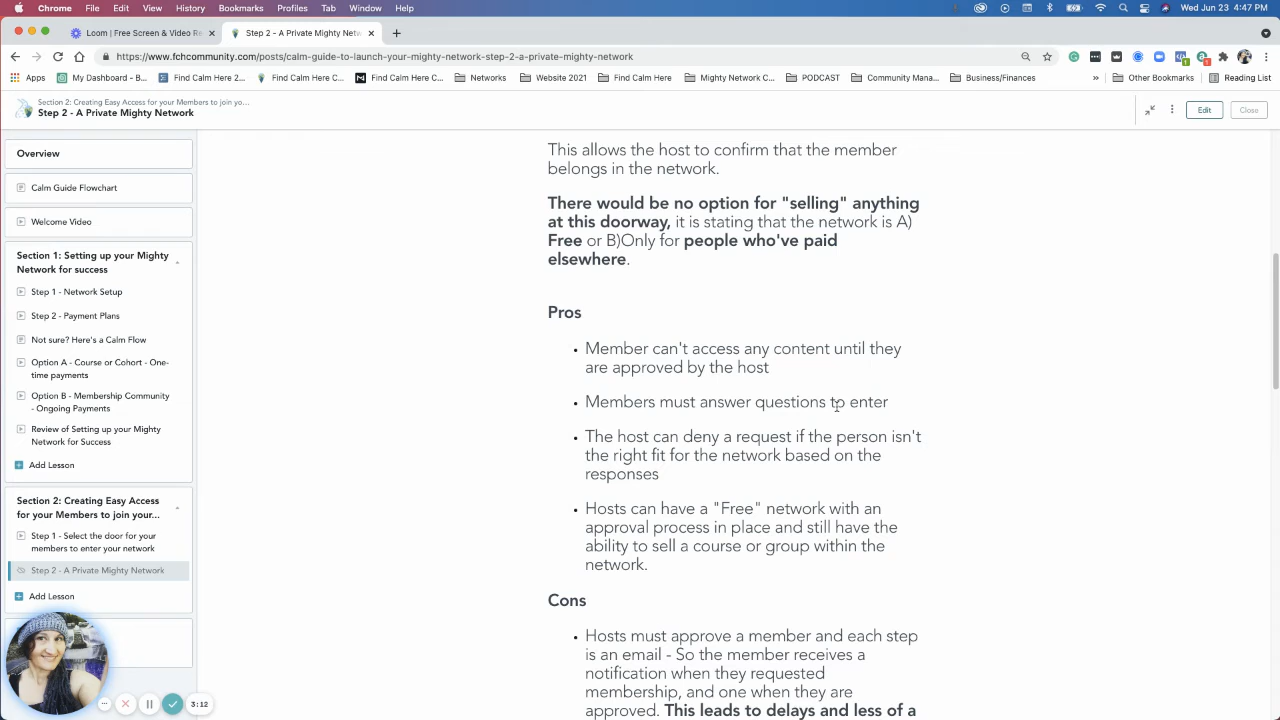 Chrome File Edit View History Bookmarks Profiles Tab Window Help Wed Jun 23 4:47 PM
Loom | Free Screen & Video Re Step 2 - A Private Mighty Netw
https://www.fchcommunity.com/posts/calm-guide-to-launch-your-mighty-network-step-2-a-private-mighty-network
Apps My Dashboard - B... Find Calm Here 2... Find Calm Here C... Find Calm Here C... Networks Website 2021 Find Calm Here Mighty Network C... PODCAST Community Mana... Business/Finances » Other Bookmarks Reading List
Section 2: Creating Easy Access for your Members to join yo...
Step 2 - A Private Mighty Network
Edit Close
Overview
Calm Guide Flowchart
Welcome Video
Section 1: Setting up your Mighty
Network for success
Step 1 - Network Setup
Step 2 - Payment Plans
Not sure? Here's a Calm Flow
Option A - Course or Cohort - One-
time payments
Option B - Membership Community
- Ongoing Payments
Review of Setting up your Mighty
Network for Success
Add Lesson
Section 2: Creating Easy Access
for your Members to join your...
Step 1 - Select the door for your
members to enter your network
Step 2 - A Private Mighty Network
Add Lesson
3:12
This allows the host to confirm that the member
belongs in the network.
There would be no option for "selling" anything
at this doorway, it is stating that the network is A)
Free or B)Only for people who've paid
elsewhere.
Pros
• Member can't access any content until they
are approved by the host
• Members must answer questions to enter
• The host can deny a request if the person isn't
the right fit for the network based on the
responses
• Hosts can have a "Free" network with an
approval process in place and still have the
ability to sell a course or group within the
network.
Cons
• Hosts must approve a member and each step
is an email - So the member receives a
notification when they requested
membership, and one when they are
approved. This leads to delays and less of a